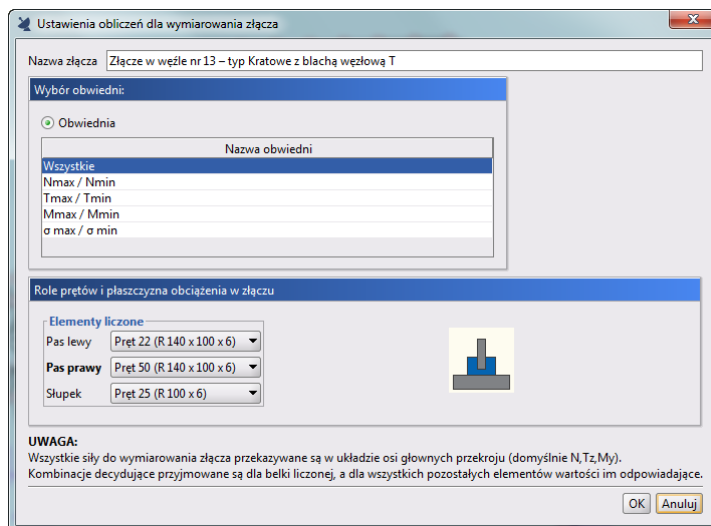 Ustawienia obliczeń dla wymiarowania złącza
x
Nazwa złącza Złącze w węźle nr 13 – typ Kratowe z blachą węzłową T
Wybór obwiedni:
Obwiednia
Nazwa obwiedni
Wszystkie
Nmax / Nmin
Tmax / Tmin
Mmax / Mmin
σ max / σ min
Role prętów i płaszczyzna obciążenia w złączu
Elementy liczone
Pas lewy Pręt 22 (R 140 x 100 x 6)
Pas prawy Pręt 50 (R 140 x 100 x 6)
Słupek Pręt 25 (R 100 x 6)
UWAGA:
Wszystkie siły do wymiarowania złącza przekazywane są w układzie osi głownych przekroju (domyślnie N,Tz,My).
Kombinacje decydujące przyjmowane są dla belki liczonej, a dla wszystkich pozostałych elementów wartości im odpowiadające.
OK Anuluj